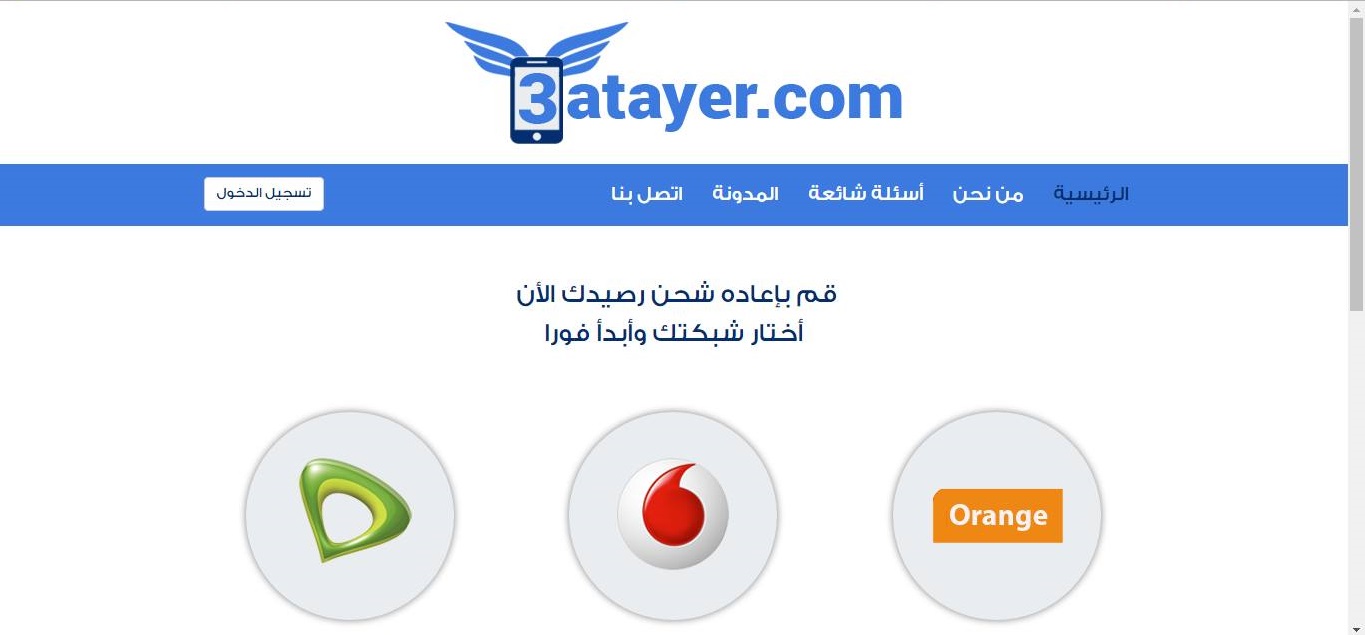 3atayer.com
الرئيسية من نحن أسئلة شائعة المدونة اتصل بنا تسجيل الدخول
قم بإعاده شحن رصيدك الأن
أختار شبكتك وأبدأ فورا
Orange